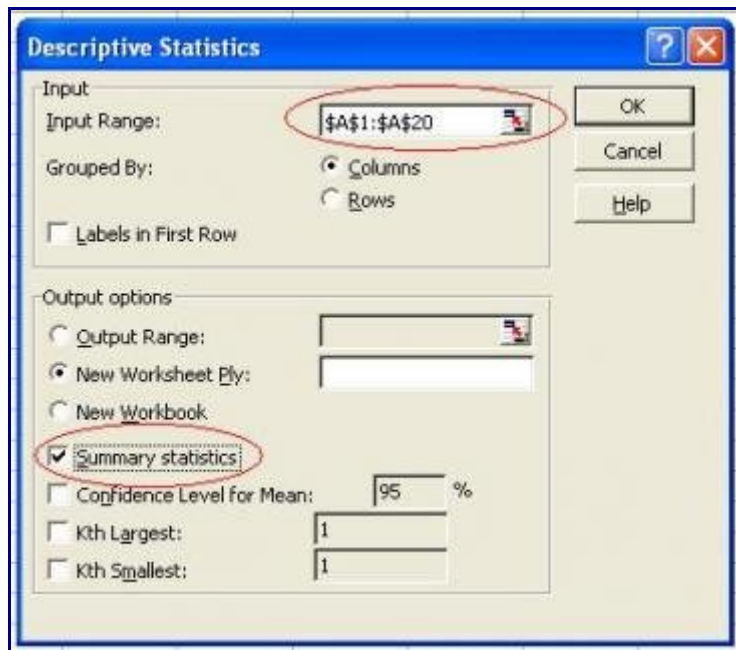 Descriptive Statistics
Input
Input Range: $A$1:$A$20
Grouped By: Columns
Rows
Labels in First Row
OK
Cancel
Help
Output options
Output Range:
New Worksheet Ply:
New Workbook
Summary statistics
Confidence Level for Mean: 95 %
Kth Largest: 1
Kth Smallest: 1